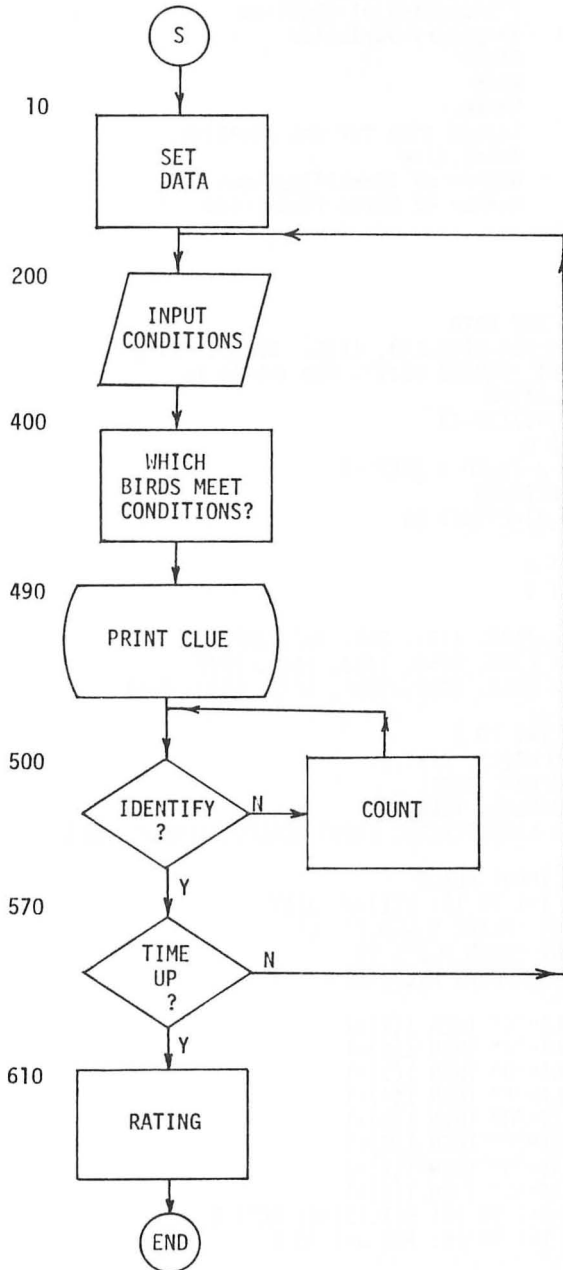 S
10
SET
DATA
200
INPUT
CONDITIONS
400
WHICH
BIRDS MEET
CONDITIONS?
490
PRINT CLUE
500
IDENTIFY
?
N
COUNT
Y
570
TIME
UP
?
N
Y
610
RATING
END